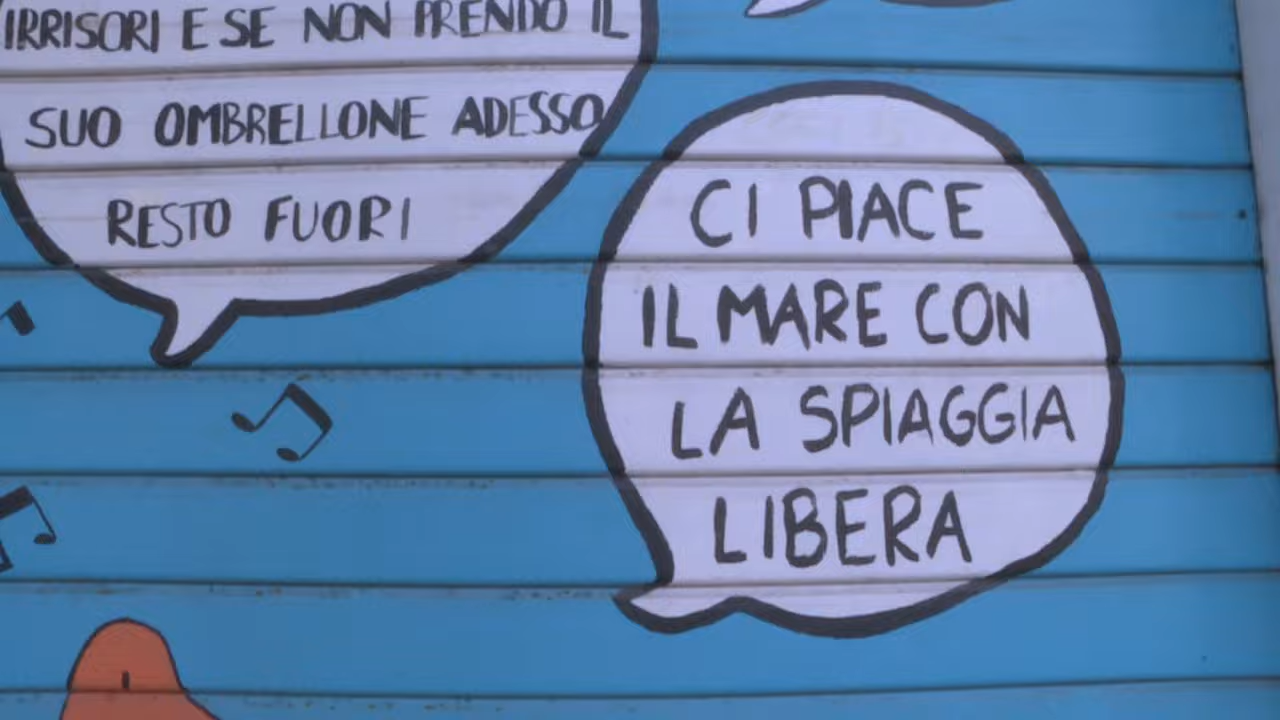 IRRISORI E SE NON PRENDO IL
SUO OMBRELLONE ADESSO
RESTO FUORI
CI PIACE
IL MARE CON
LA SPIAGGIA
LIBERA